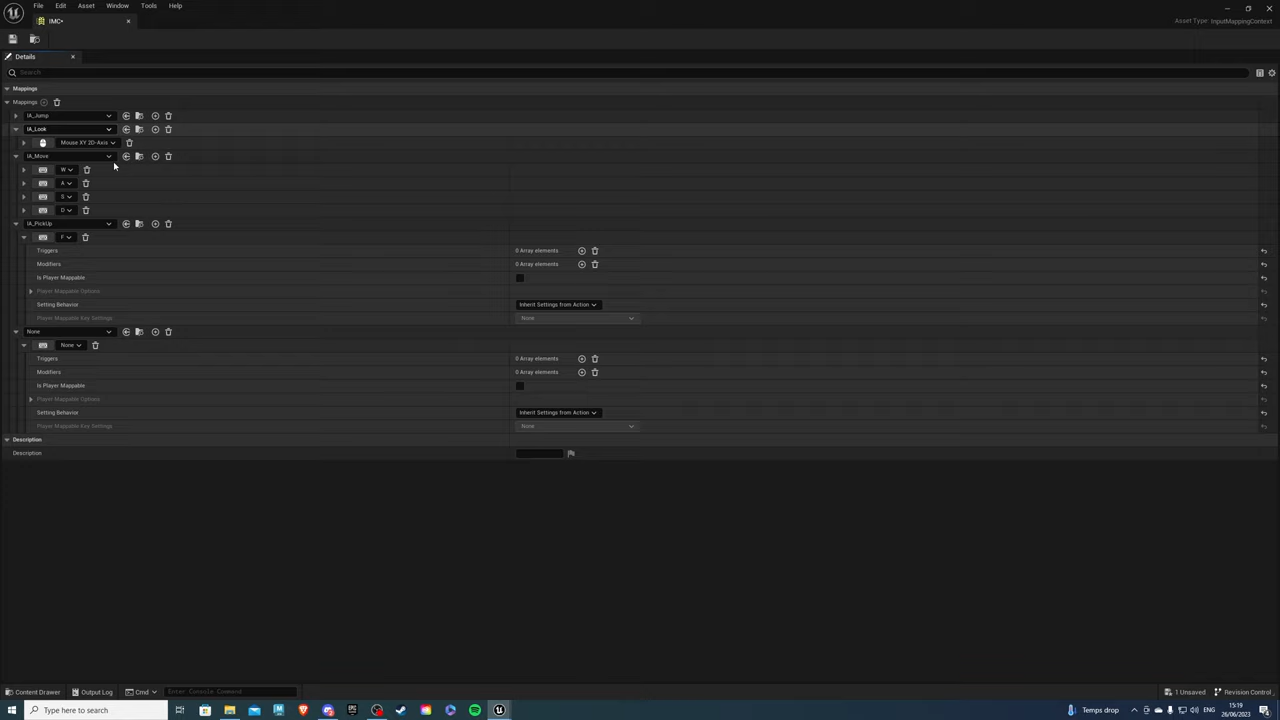 File Edit Asset Window Tools Help
IMC•
Asset Type: InputMappingContext
Details
Search
Mappings
Mappings
IA_Jump
IA_Look
Mouse XY 2D-Axis
IA_Move
W
A
S
D
IA_PickUp
F
Triggers 0 Array elements
Modifiers 0 Array elements
Is Player Mappable
Player Mappable Options
Setting Behavior Inherit Settings from Action
Player Mappable Key Settings None
None
None
Triggers 0 Array elements
Modifiers 0 Array elements
Is Player Mappable
Player Mappable Options
Setting Behavior Inherit Settings from Action
Player Mappable Key Settings None
Description
Description
Content Drawer Output Log Cmd Enter Console Command 1 Unsaved Revision Control
Type here to search Temps drop ENG 15:19
26/06/2023